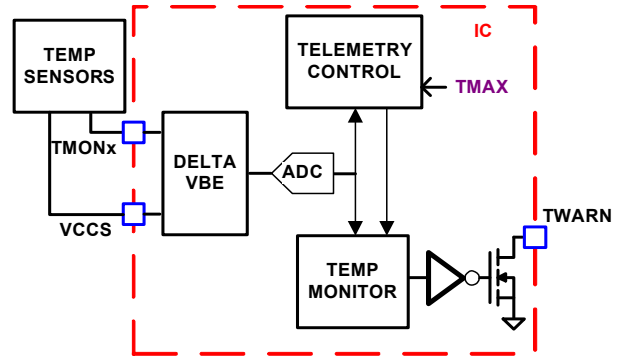 IC
TEMP
SENSORS
TELEMETRY
CONTROL
TMAX
TMONx
DELTA
VBE
ADC
VCCS
TWARN
TEMP
MONITOR